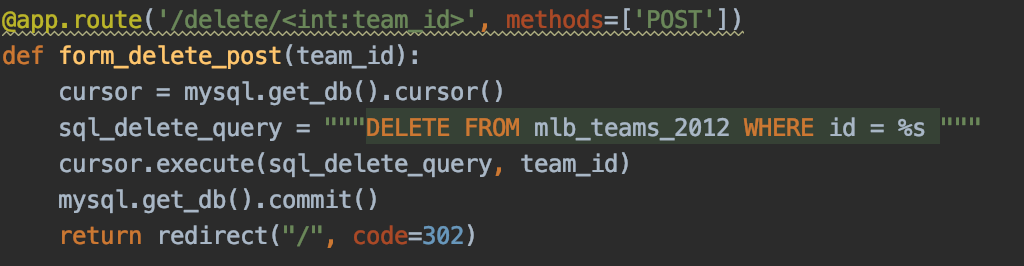 @app.route('/delete/<int:team_id>', methods=['POST'])
def form_delete_post(team_id):
    cursor = mysql.get_db().cursor()
    sql_delete_query = """DELETE FROM mlb_teams_2012 WHERE id = %s """
    cursor.execute(sql_delete_query, team_id)
    mysql.get_db().commit()
    return redirect("/", code=302)